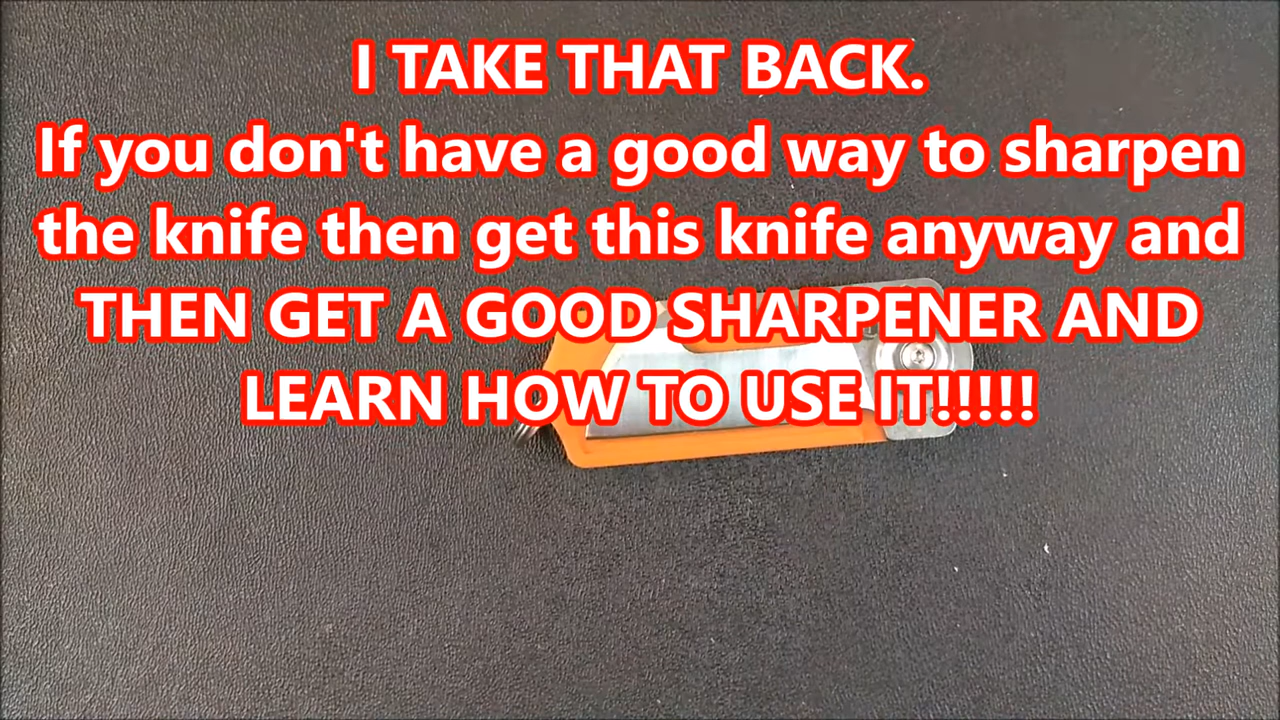 I TAKE THAT BACK.
If you don't have a good way to sharpen
the knife then get this knife anyway and
THEN GET A GOOD SHARPENER AND
LEARN HOW TO USE IT!!!!!